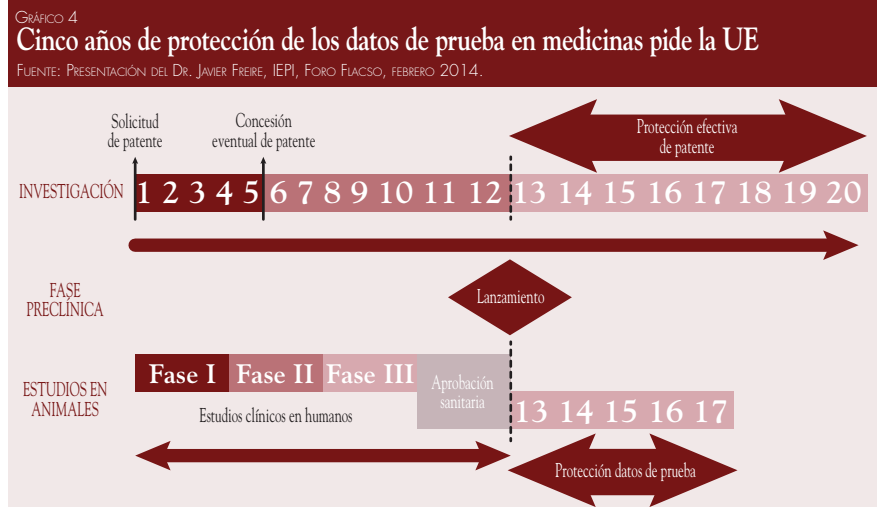 GRÁFICO 4
Cinco años de protección de los datos de prueba en medicinas pide la UE
FUENTE: PRESENTACIÓN DEL DR. JAVIER FREIRE, IEPI, FORO FLACSO, FEBRERO 2014.
Solicitud
de patente
Concesión
eventual de patente
Protección efectiva
de patente
INVESTIGACIÓN
1 2 3 4 5 6 7 8 9 10 11 12 13 14 15 16 17 18 19 20
FASE
PRECLÍNICA
Lanzamiento
ESTUDIOS EN
ANIMALES
Fase I Fase II Fase III
Aprobación
sanitaria
Estudios clínicos en humanos
13 14 15 16 17
Protección datos de prueba